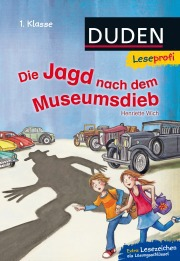 1. Klasse
DUDEN
Leseprofi
Die Jagd nach dem
Museumsdieb
Henriette Wich
Extra: Lesezeichen
als Lösungsschlüssel